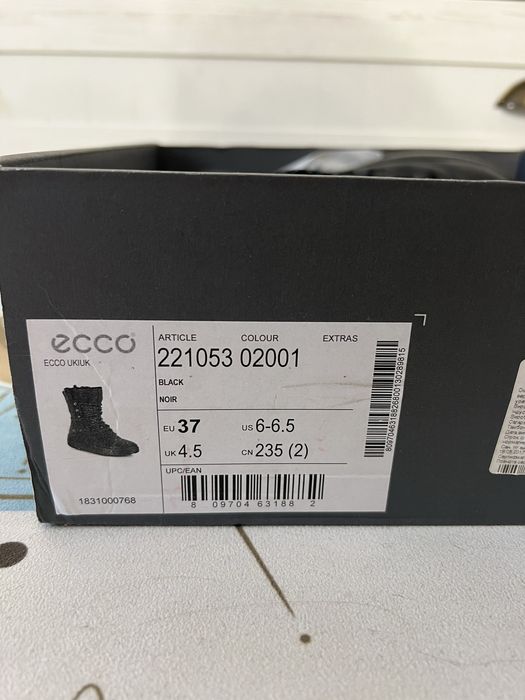 ecco
ECCO UKIUK
1831000768
ARTICLE COLOUR EXTRAS
221053 02001
BLACK
NOIR
EU 37 US 6-6.5
UK 4.5 CN 235 (2)
UPC/EAN
8 09704 63188 2